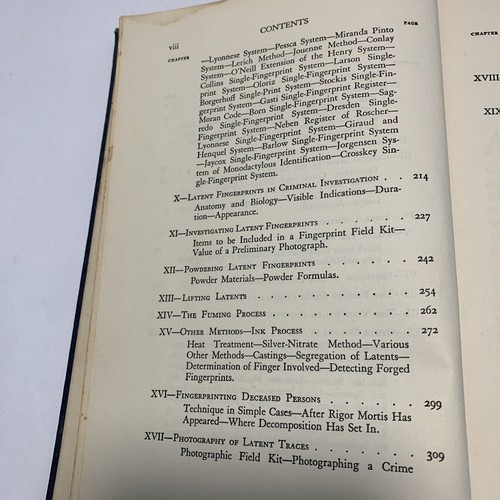 viii CONTENTS
CHAPTER PAGE
—Lyonnese System—Pessca System—Miranda Pinto
System—Lerich Method—Jouenne Method—Conlay
System—O'Neill Extension of the Henry System—
Collins Single-Fingerprint System—Larson Single-Finger-
print System—Oloriz Single-Fingerprint System—
Borgerhoff Single-Print System—Stockis Single-Fin-
gerprint System—Gasti Single-Fingerprint Register—
Moran Code—Born Single-Fingerprint System—Sag-
redo Single-Fingerprint System—Dresden Single-
Fingerprint System—Neben Register of Roscher—
Lyonnese Single-Fingerprint System—Giraud and
Henquel System—Barlow Single-Fingerprint System
—Jaycox Single-Fingerprint System—Jorgensen Sys-
tem of Monodactylous Identification—Crosskey Sin-
gle-Fingerprint System.
X—LATENT FINGERPRINTS IN CRIMINAL INVESTIGATION . . 214
Anatomy and Biology—Visible Indications—Dura-
tion—Appearance.
XI—INVESTIGATING LATENT FINGERPRINTS . . . . . 227
Items to be Included in a Fingerprint Field Kit—
Value of a Preliminary Photograph.
XII—POWDERING LATENT FINGERPRINTS . . . . . . 242
Powder Materials—Powder Formulas.
XIII—LIFTING LATENTS . . . . . . . . . . . 254
XIV—THE FUMING PROCESS . . . . . . . . . 262
XV—OTHER METHODS—INK PROCESS . . . . . . . 272
Heat Treatment—Silver-Nitrate Method—Various
Other Methods—Castings—Segregation of Latents—
Determination of Finger Involved—Detecting Forged
Fingerprints.
XVI—FINGERPRINTING DECEASED PERSONS . . . . . 299
Technique in Simple Cases—After Rigor Mortis Has
Appeared—Where Decomposition Has Set In.
XVII—PHOTOGRAPHY OF LATENT TRACES . . . . . . 309
Photographic Field Kit—Photographing a Crime
CHAPTER
XVIII
XIX